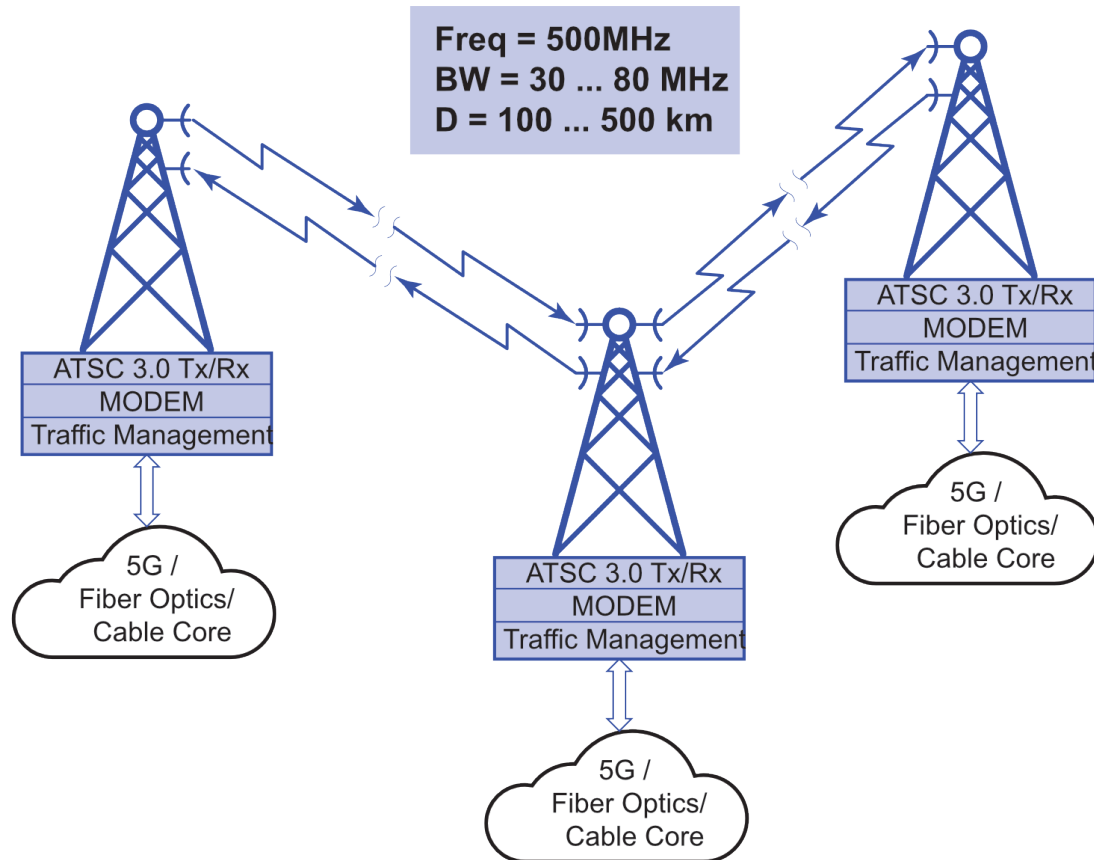 Freq = 500MHz
BW = 30 ... 80 MHz
D = 100 ... 500 km
ATSC 3.0 Tx/Rx
MODEM
Traffic Management
5G /
Fiber Optics/
Cable Core
ATSC 3.0 Tx/Rx
MODEM
Traffic Management
5G /
Fiber Optics/
Cable Core
ATSC 3.0 Tx/Rx
MODEM
Traffic Management
5G /
Fiber Optics/
Cable Core